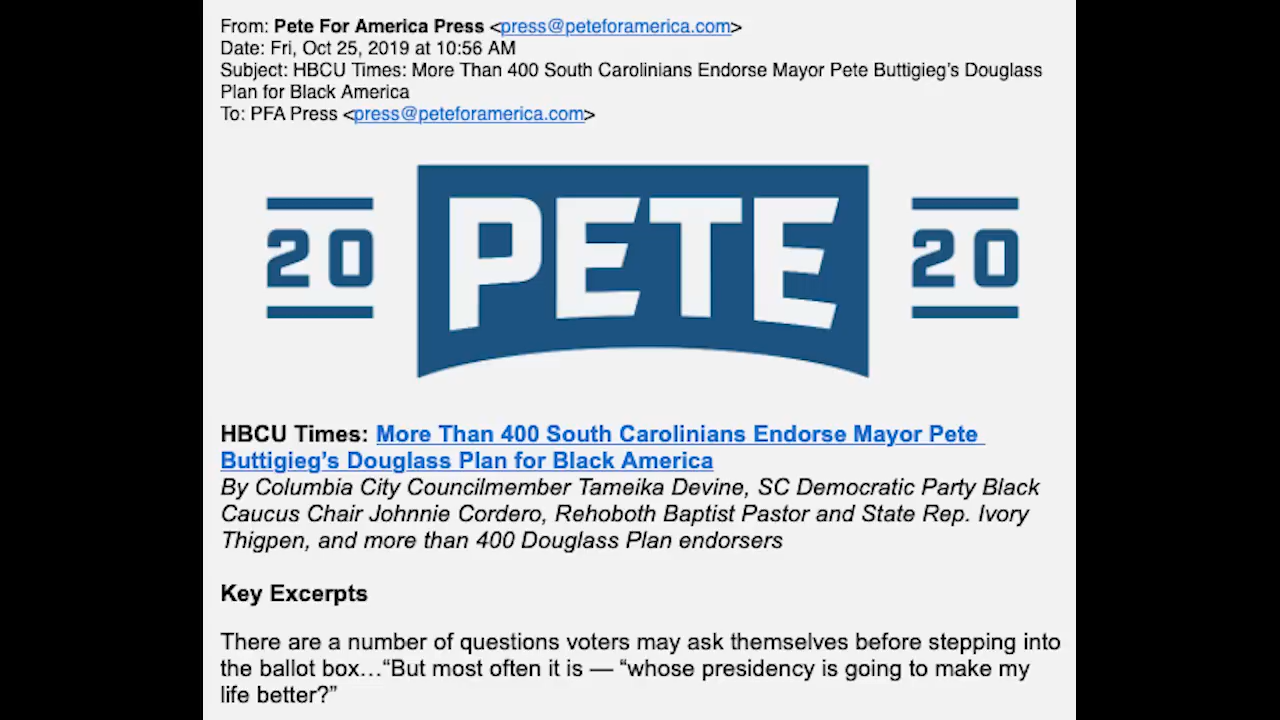 From: Pete For America Press <press@peteforamerica.com>
Date: Fri, Oct 25, 2019 at 10:56 AM
Subject: HBCU Times: More Than 400 South Carolinians Endorse Mayor Pete Buttigieg’s Douglass
Plan for Black America
To: PFA Press <press@peteforamerica.com>
20 PETE 20
HBCU Times: More Than 400 South Carolinians Endorse Mayor Pete
Buttigieg’s Douglass Plan for Black America
By Columbia City Councilmember Tameika Devine, SC Democratic Party Black
Caucus Chair Johnnie Cordero, Rehoboth Baptist Pastor and State Rep. Ivory
Thigpen, and more than 400 Douglass Plan endorsers
Key Excerpts
There are a number of questions voters may ask themselves before stepping into
the ballot box…“But most often it is — “whose presidency is going to make my
life better?”